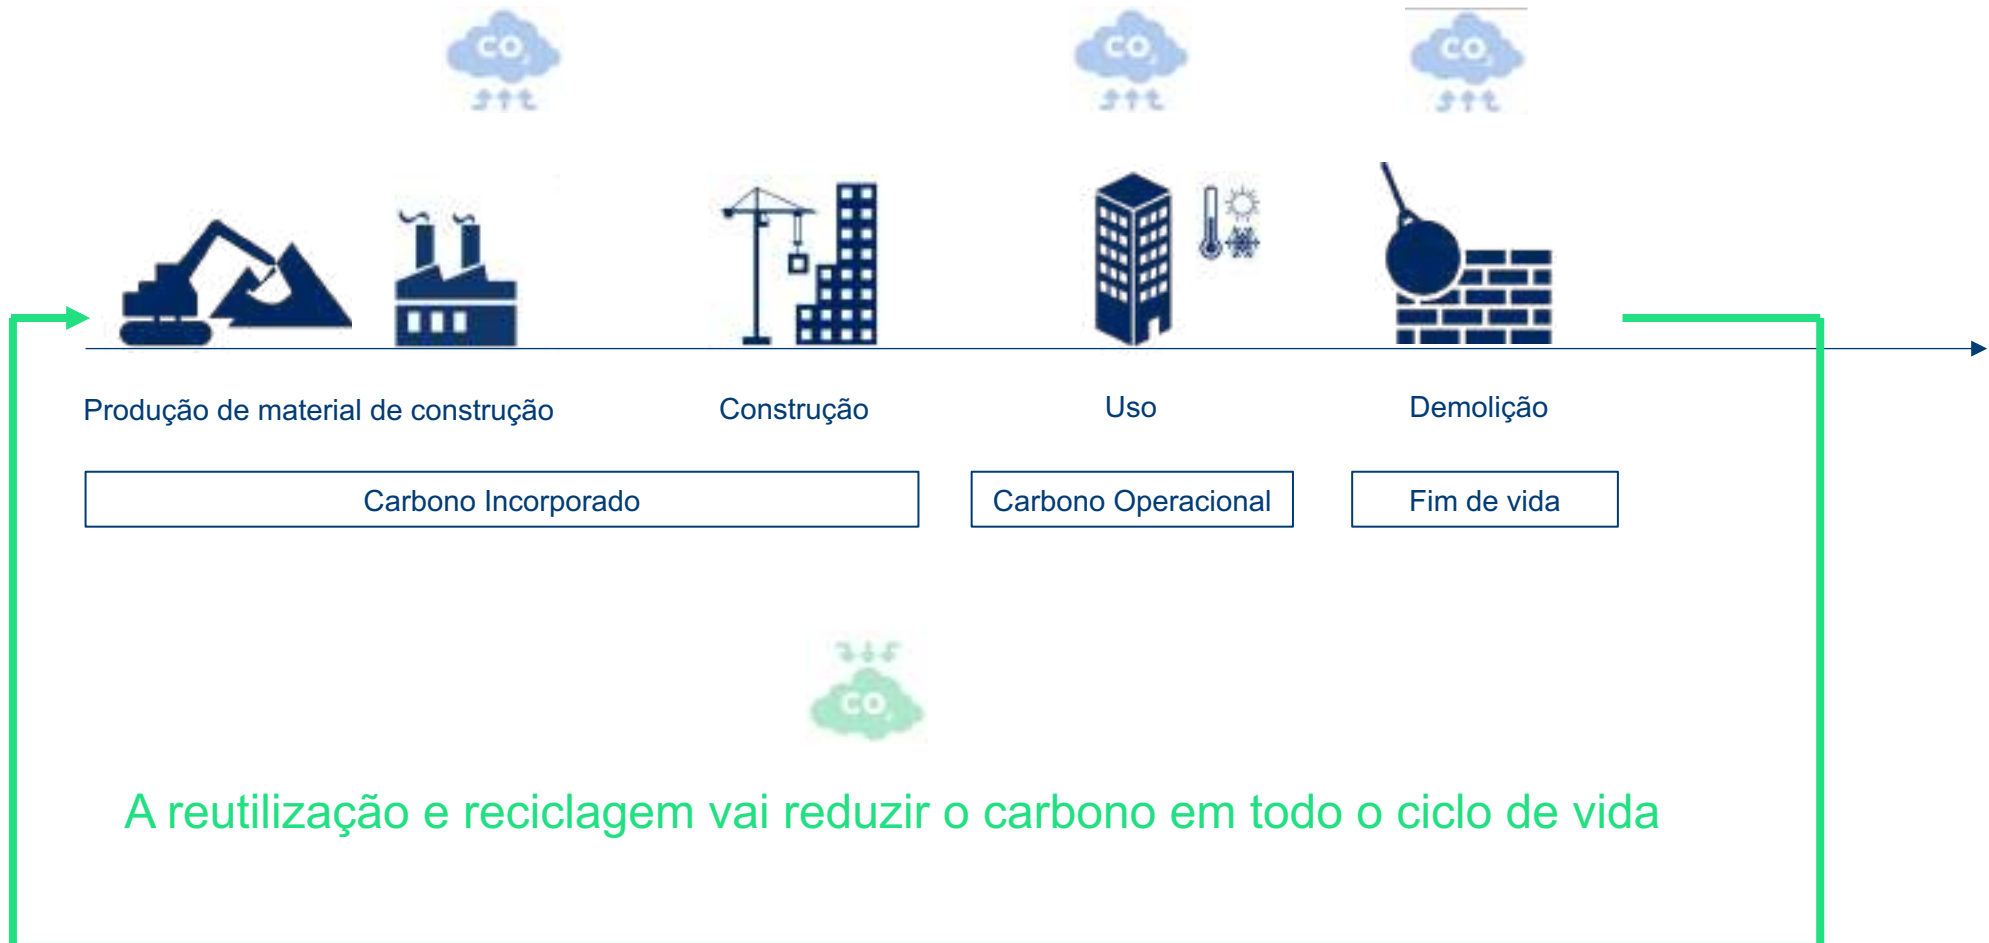 CO2
CO2
CO2
Produção de material de construção
Construção
Uso
Demolição
Carbono Incorporado
Carbono Operacional
Fim de vida
CO2
A reutilização e reciclagem vai reduzir o carbono em todo o ciclo de vida